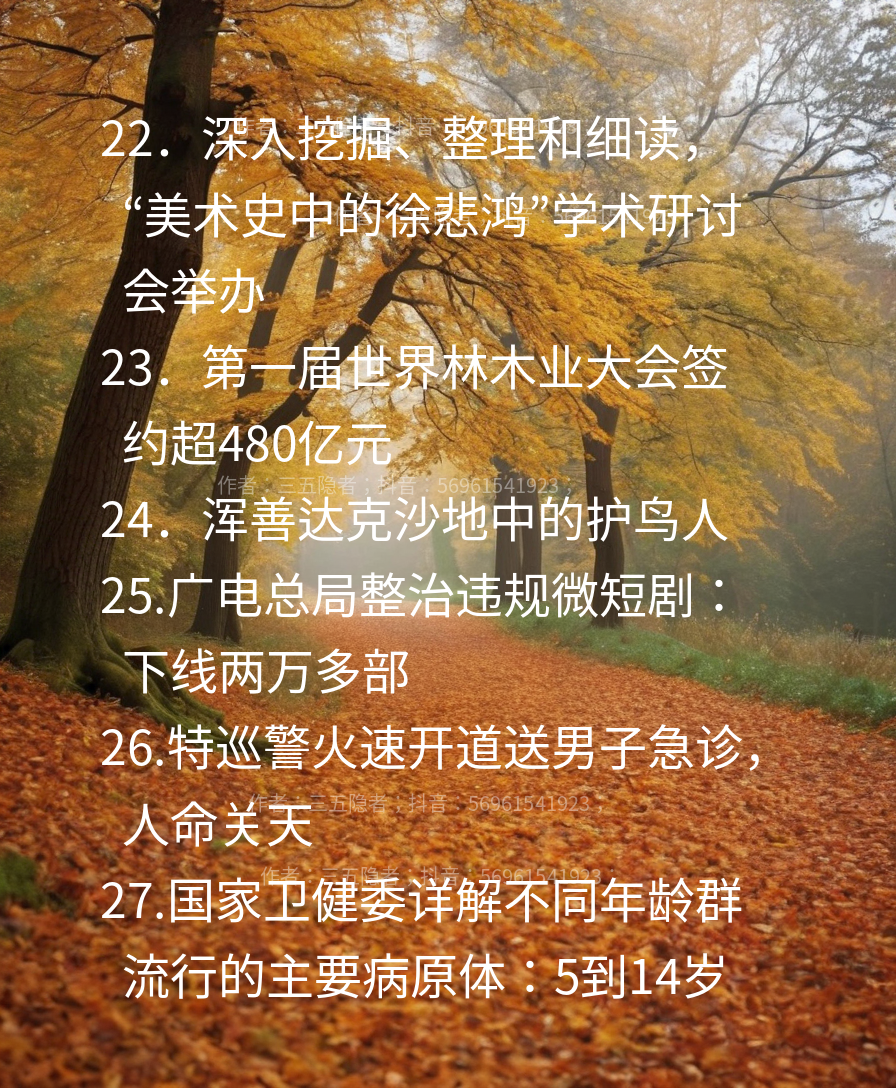 22．深入挖掘、整理和细读，
“美术史中的徐悲鸿”学术研讨
会举办
23．第一届世界林木业大会签
约超480亿元
作者：三五隐者；抖音：56961541923；
24．浑善达克沙地中的护鸟人
25.广电总局整治违规微短剧：
下线两万多部
26.特巡警火速开道送男子急诊，
作者：三五隐者；抖音：56961541923；
人命关天
作者：三五隐者；抖音：56961541923
27.国家卫健委详解不同年龄群
流行的主要病原体：5到14岁